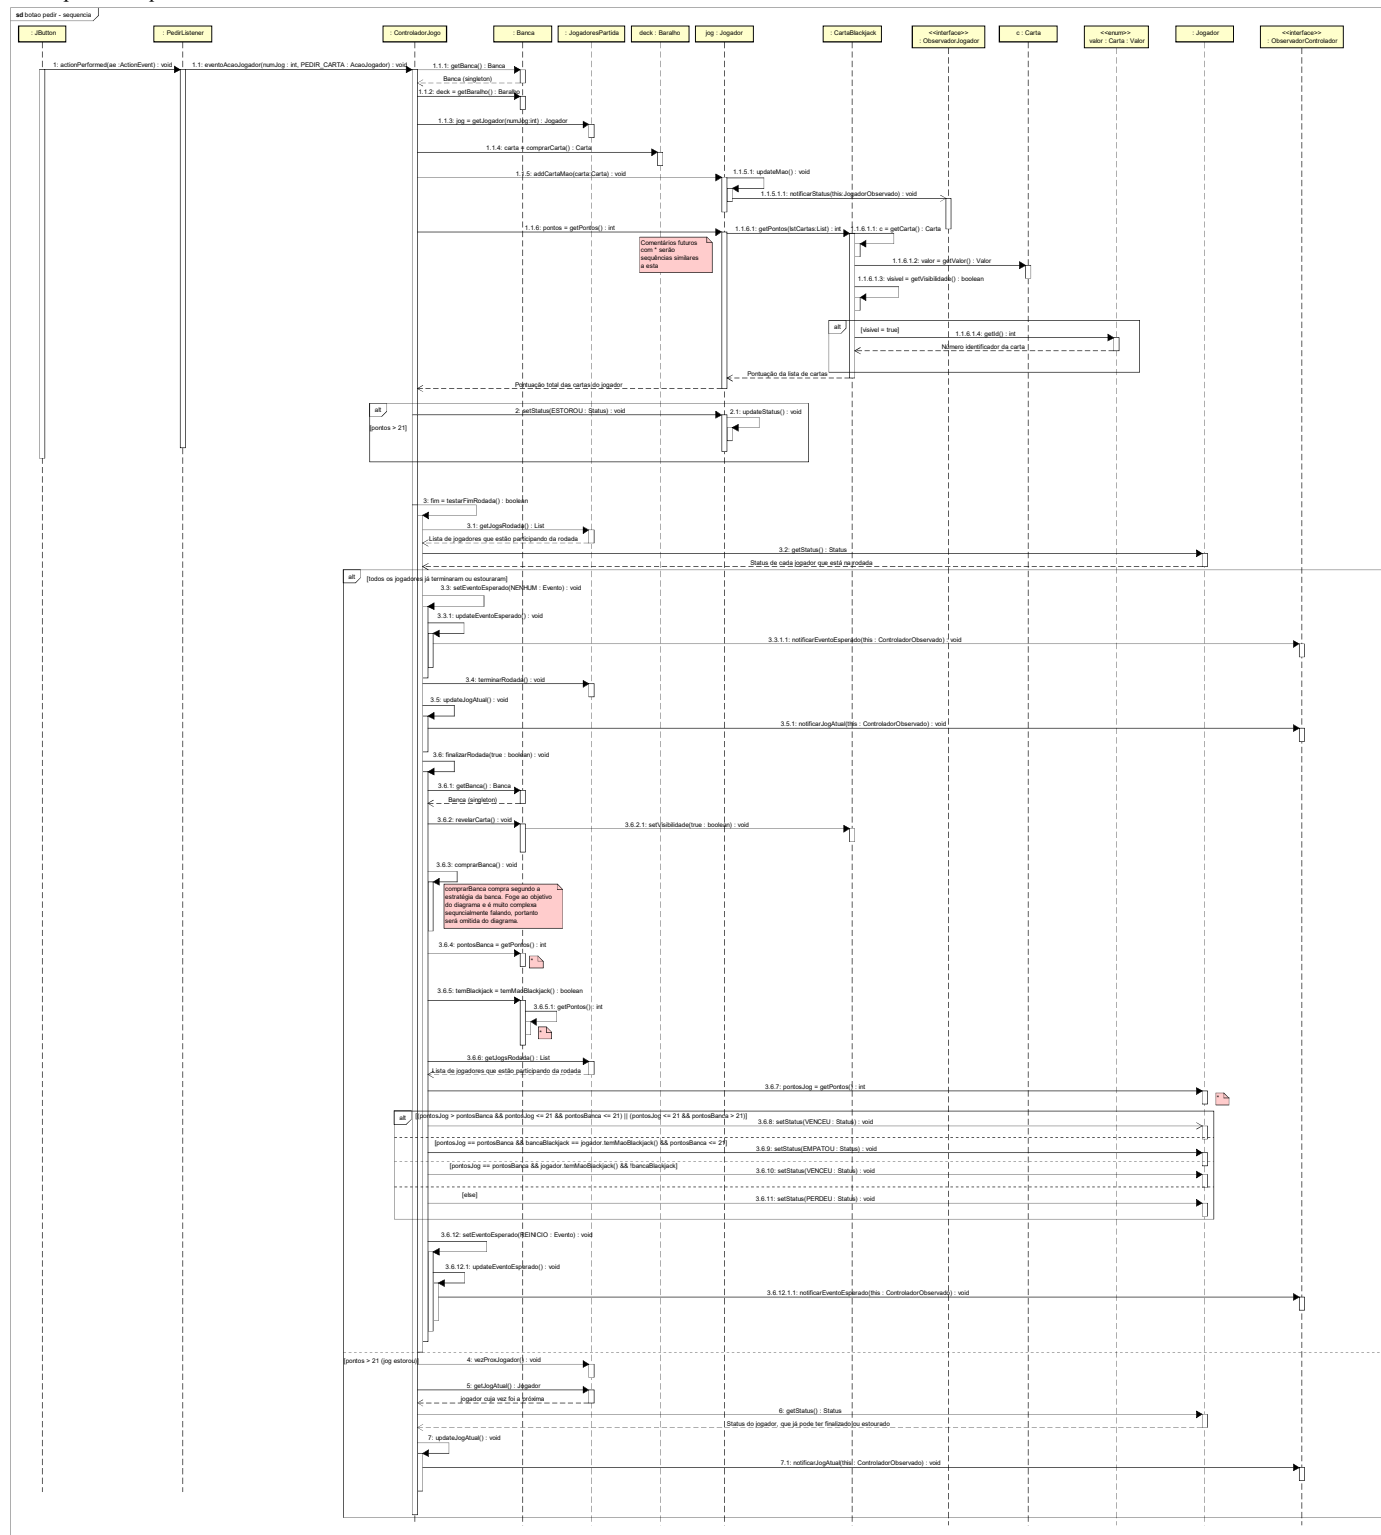 sd botao pedir - sequencia
: JButton
: PedirListener
: ControladorJogo
: Banca
: JogadoresPartida
deck : Baralho
jog : Jogador
: CartaBlackjack
<<interface>>
: ObservadorJogador
c : Carta
<<enum>>
valor : Carta : Valor
: Jogador
<<interface>>
: ObservadorControlador
1: actionPerformed(ae :ActionEvent) : void
1.1: eventoAcaoJogador(numJog : int, PEDIR_CARTA : AcaoJogador) : void
1.1.1: getBanca() : Banca
Banca (singleton)
1.1.2: deck = getBaralho() : Baralho
1.1.3: jog = getJogador(numJog:int) : Jogador
1.1.4: carta = comprarCarta() : Carta
1.1.5: addCartaMao(carta:Carta) : void
1.1.5.1: updateMao() : void
1.1.5.1.1: notificarStatus(this:JogadorObservado) : void
1.1.6: pontos = getPontos() : int
1.1.6.1: getPontos(lstCartas:List) : int
1.1.6.1.1: c = getCarta() : Carta
Comentários futuros
com * serão
sequências similares
a esta
1.1.6.1.2: valor = getValor() : Valor
1.1.6.1.3: visivel = getVisibilidade() : boolean
alt
[visivel = true]
1.1.6.1.4: getId() : int
Número identificador da carta
Pontuação da lista de cartas
Pontuação total das cartas do jogador
alt
2: setStatus(ESTOROU : Status) : void
2.1: updateStatus() : void
[pontos > 21]
3: fim = testarFimRodada() : boolean
3.1: getJogsRodada() : List
Lista de jogadores que estão participando da rodada
3.2: getStatus() : Status
Status de cada jogador que está na rodada
alt
[todos os jogadores já terminaram ou estouraram]
3.3: setEventoEsperado(NENHUM : Evento) : void
3.3.1: updateEventoEsperado() : void
3.3.1.1: notificarEventoEsperado(this : ControladorObservado) : void
3.4: terminarRodada() : void
3.5: updateJogAtual() : void
3.5.1: notificarJogAtual(this : ControladorObservado) : void
3.6: finalizarRodada(true : boolean) : void
3.6.1: getBanca() : Banca
Banca (singleton)
3.6.2: revelarCarta() : void
3.6.2.1: setVisibilidade(true : boolean) : void
3.6.3: comprarBanca() : void
comprarBanca compra segundo a
estratégia da banca. Foge ao objetivo
do diagrama e é muito complexa
sequncialmente falando, portanto
será omitida do diagrama.
3.6.4: pontosBanca = getPontos() : int
*
3.6.5: temBlackjack = temMaoBlackjack() : boolean
3.6.5.1: getPontos() : int
*
3.6.6: getJogsRodada() : List
Lista de jogadores que estão participando da rodada
3.6.7: pontosJog = getPontos() : int
*
alt
[(pontosJog > pontosBanca && pontosJog <= 21 && pontosBanca <= 21) || (pontosJog <= 21 && pontosBanca > 21)]
3.6.8: setStatus(VENCEU : Status) : void
[pontosJog == pontosBanca && bancaBlackjack == jogador.temMaoBlackjack() && pontosBanca <= 21]
3.6.9: setStatus(EMPATOU : Status) : void
[pontosJog == pontosBanca && jogador.temMaoBlackjack() && !bancaBlackjack]
3.6.10: setStatus(VENCEU : Status) : void
[else]
3.6.11: setStatus(PERDEU : Status) : void
3.6.12: setEventoEsperado(REINICIO : Evento) : void
3.6.12.1: updateEventoEsperado() : void
3.6.12.1.1: notificarEventoEsperado(this : ControladorObservado) : void
[pontos > 21 (jog estorou)]
4: vezProxJogador() : void
5: getJogAtual() : Jogador
jogador cuja vez foi a próxima
6: getStatus() : Status
Status do jogador, que já pode ter finalizado ou estourado
7: updateJogAtual() : void
7.1: notificarJogAtual(this : ControladorObservado) : void